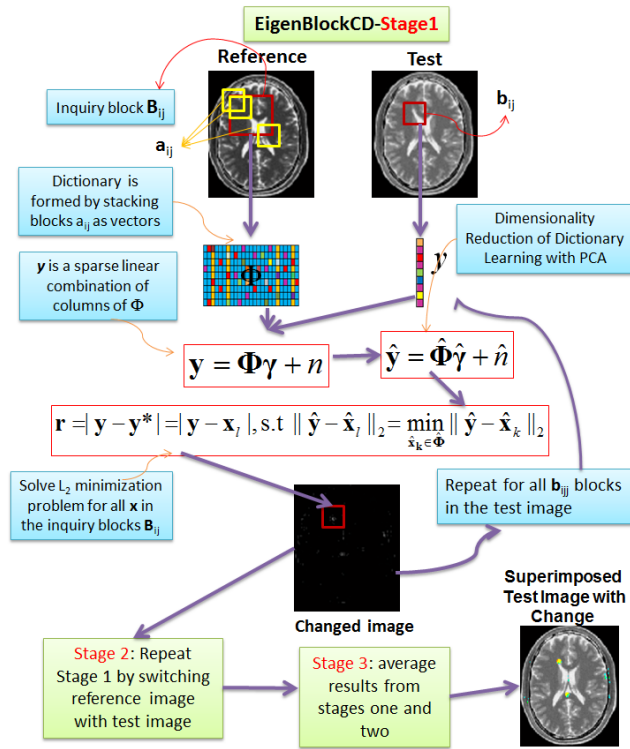 EigenBlockCD-Stage1
Reference
Test
Inquiry block B_ij
b_ij
a_ij
Dictionary is
formed by stacking
blocks a_ij as vectors
Dimensionality
Reduction of Dictionary
Learning with PCA
Φ
y
y is a sparse linear
combination of
columns of Φ
y = Φγ + n
ŷ = Φ̂γ̂ + n̂
r =| y − y* |=| y − x_l |, s.t || ŷ − x̂_l ||_2 = min_{x̂_k∈Φ̂} || ŷ − x̂_k ||_2
Solve L_2 minimization
problem for all x in
the inquiry blocks B_ij
Repeat for all b_ijj blocks
in the test image
Changed image
Superimposed
Test Image with
Change
Stage 2: Repeat
Stage 1 by switching
reference image
with test image
Stage 3: average
results from
stages one and
two